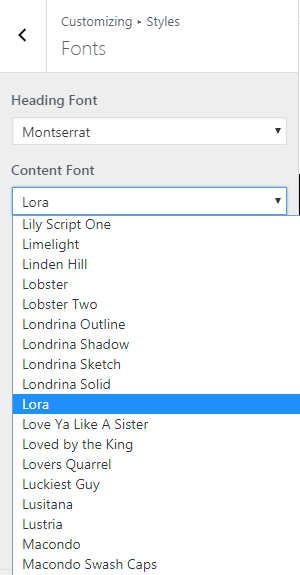 Customizing ▸ Styles
Fonts
Heading Font
Montserrat
Content Font
Lora
Lily Script One
Limelight
Linden Hill
Lobster
Lobster Two
Londrina Outline
Londrina Shadow
Londrina Sketch
Londrina Solid
Lora
Love Ya Like A Sister
Loved by the King
Lovers Quarrel
Luckiest Guy
Lusitana
Lustria
Macondo
Macondo Swash Caps